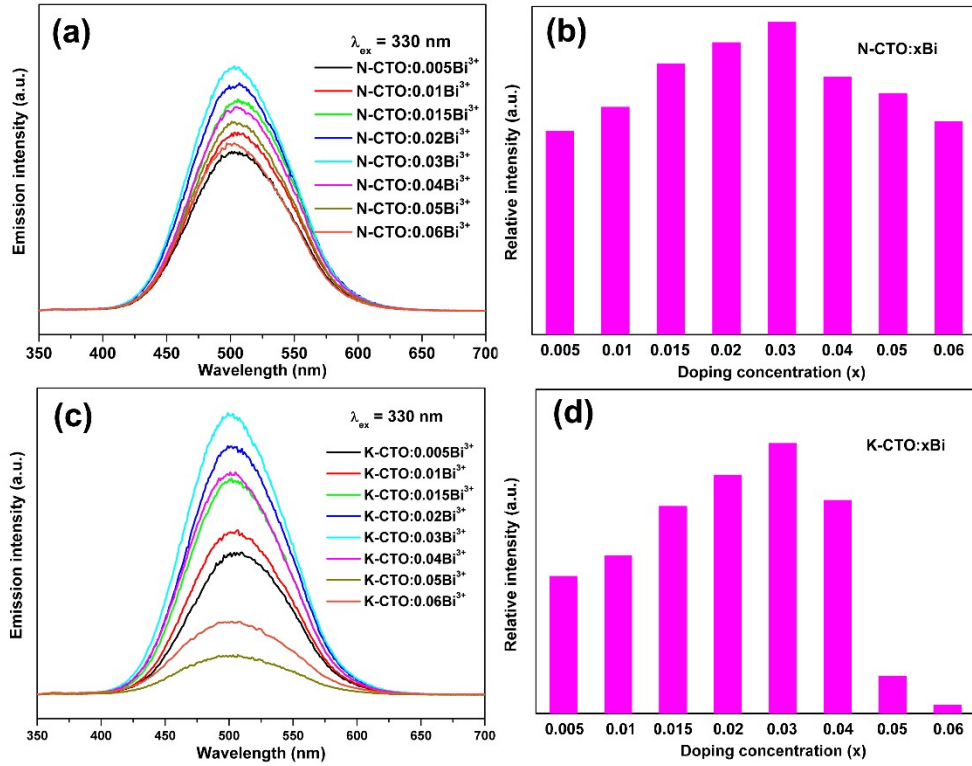 (a)
λex = 330 nm
N-CTO:0.005Bi³⁺
N-CTO:0.01Bi³⁺
N-CTO:0.015Bi³⁺
N-CTO:0.02Bi³⁺
N-CTO:0.03Bi³⁺
N-CTO:0.04Bi³⁺
N-CTO:0.05Bi³⁺
N-CTO:0.06Bi³⁺
Emission intensity (a.u.)
350 400 450 500 550 600 650 700
Wavelength (nm)
(b)
N-CTO:xBi
Relative intensity (a.u.)
0.005 0.01 0.015 0.02 0.03 0.04 0.05 0.06
Doping concentration (x)
(c)
λex = 330 nm
K-CTO:0.005Bi³⁺
K-CTO:0.01Bi³⁺
K-CTO:0.015Bi³⁺
K-CTO:0.02Bi³⁺
K-CTO:0.03Bi³⁺
K-CTO:0.04Bi³⁺
K-CTO:0.05Bi³⁺
K-CTO:0.06Bi³⁺
Emission intensity (a.u.)
350 400 450 500 550 600 650 700
Wavelength (nm)
(d)
K-CTO:xBi
Relative intensity (a.u.)
0.005 0.01 0.015 0.02 0.03 0.04 0.05 0.06
Doping concentration (x)